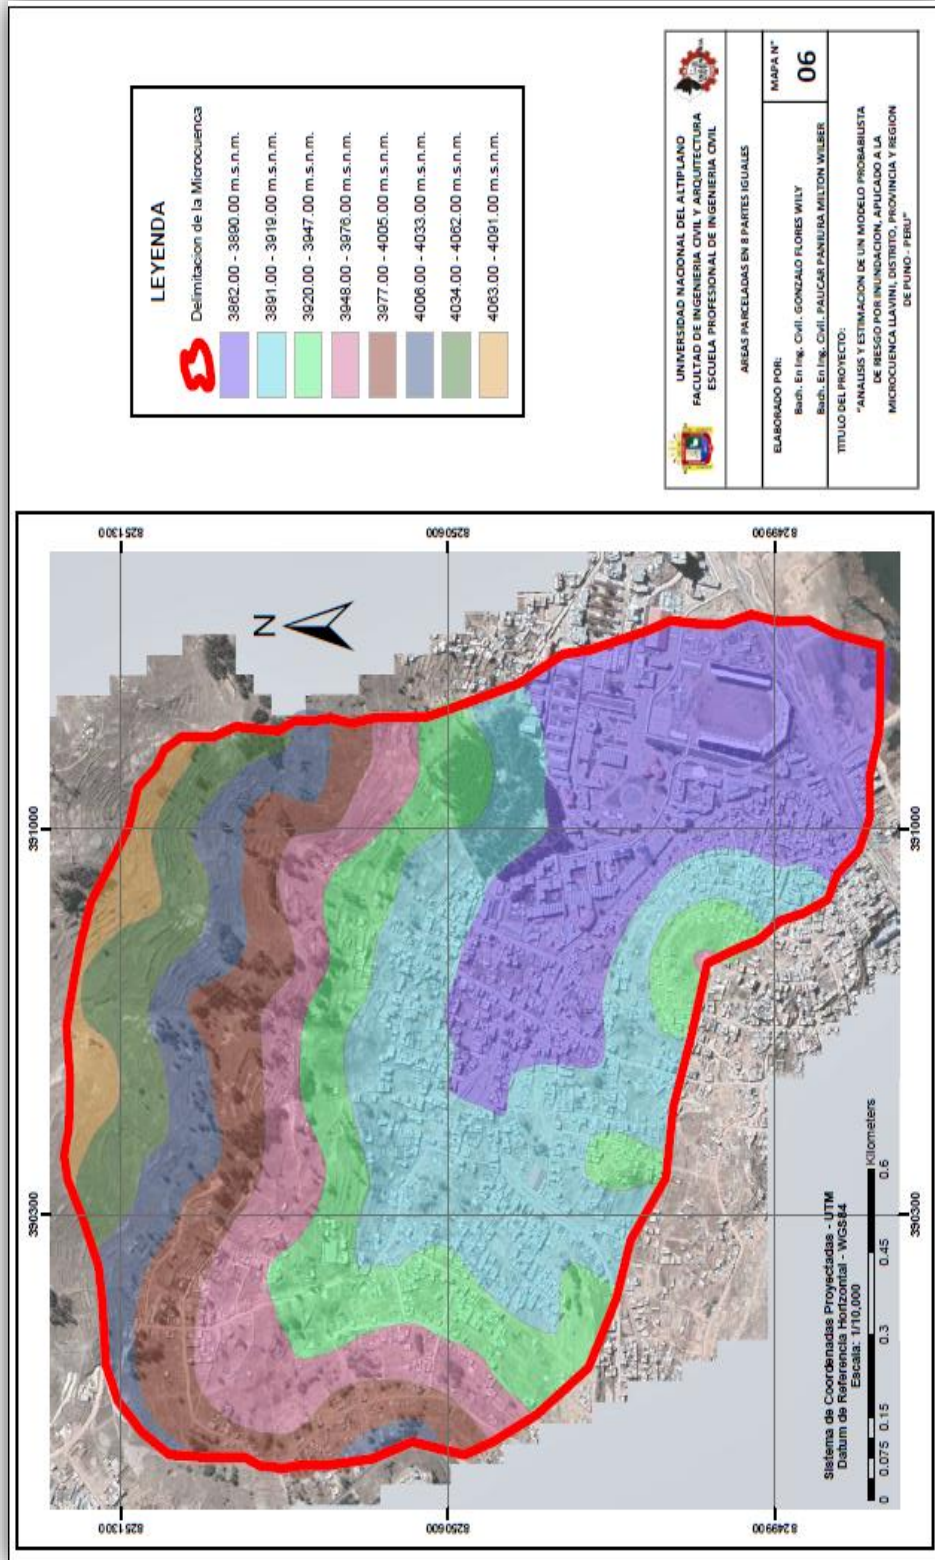 LEYENDA
Delimitacion de la Microcuenca
3862.00 - 3890.00 m.s.n.m.
3891.00 - 3919.00 m.s.n.m.
3920.00 - 3947.00 m.s.n.m.
3948.00 - 3976.00 m.s.n.m.
3977.00 - 4005.00 m.s.n.m.
4006.00 - 4033.00 m.s.n.m.
4034.00 - 4062.00 m.s.n.m.
4063.00 - 4091.00 m.s.n.m.
UNIVERSIDAD NACIONAL DEL ALTIPLANO
FACULTAD DE INGENIERIA CIVIL Y ARQUITECTURA
ESCUELA PROFESIONAL DE INGENIERIA CIVIL
AREAS PARCELADAS EN 8 PARTES IGUALES
ELABORADO POR:
Bach. En Ing. Civil. GONZALO FLORES WILY
Bach. En Ing. Civil. PAUCAR PANIURA MILTON WILBER
MAPA N°
06
TITULO DEL PROYECTO:
"ANALISIS Y ESTIMACION DE UN MODELO PROBABILISTA
DE RIESGO POR INUNDACION, APLICADO A LA
MICROCUENCA LLAVINI, DISTRITO, PROVINCIA Y REGION
DE PUNO - PERU"
390300
391000
8251300
8251300
N
8250600
8250600
8249900
8249900
Sistema de Coordenadas Proyectadas - UTM
Datum de Referencia Horizontal - WGS84
Escala: 1/10,000
0 0.075 0.15 0.3 0.45 0.6
Kilometers
390300
391000